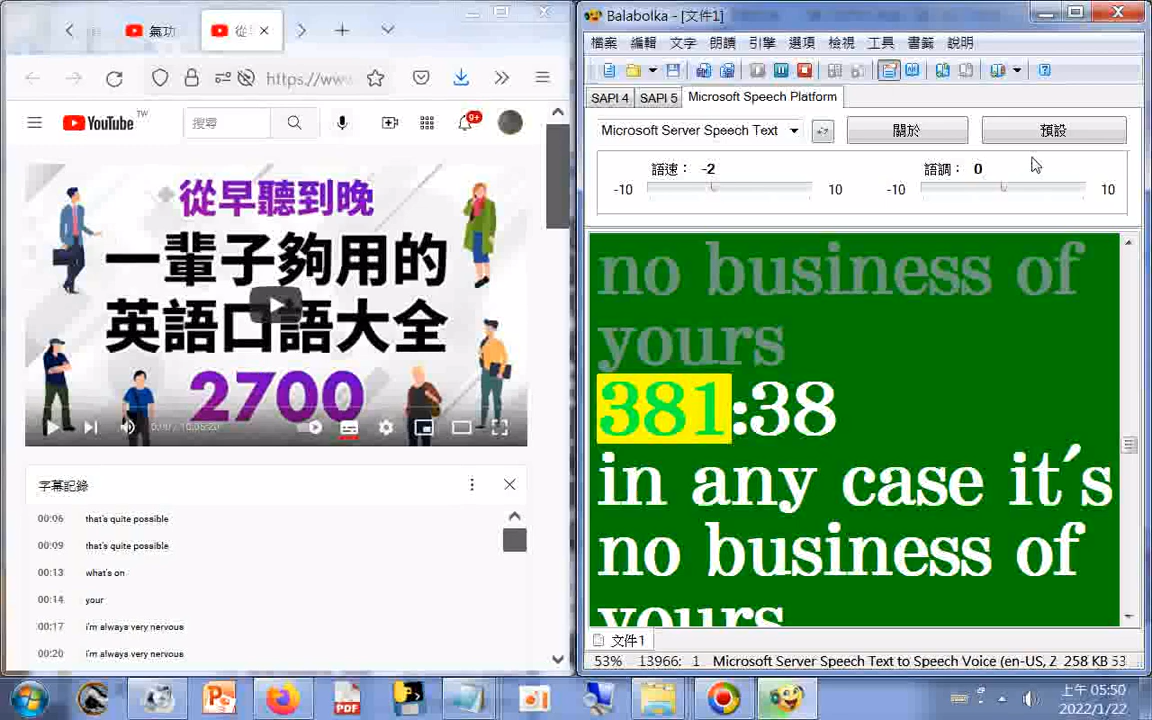 氣功
從
https://www
YouTube TW
搜尋
9+
從早聽到晚
一輩子夠用的
英語口語大全
2700
字幕記錄
00:06 that's quite possible
00:09 that's quite possible
00:13 what's on
00:14 your
00:17 i'm always very nervous
00:20 i'm always very nervous
Balabolka - [文件1]
檔案 編輯 文字 朗讀 引擎 選項 檢視 工具 書籤 說明
SAPI 4 SAPI 5 Microsoft Speech Platform
Microsoft Server Speech Text
關於
預設
語速： -2
語調： 0
-10 10 -10 10
no business of
yours
381:38
in any case it's
no business of
yours
文件1
53% 13966: 1 Microsoft Server Speech Text to Speech Voice (en-US, 2 258 KB 53
PDF
上午 05:50
2022/1/22